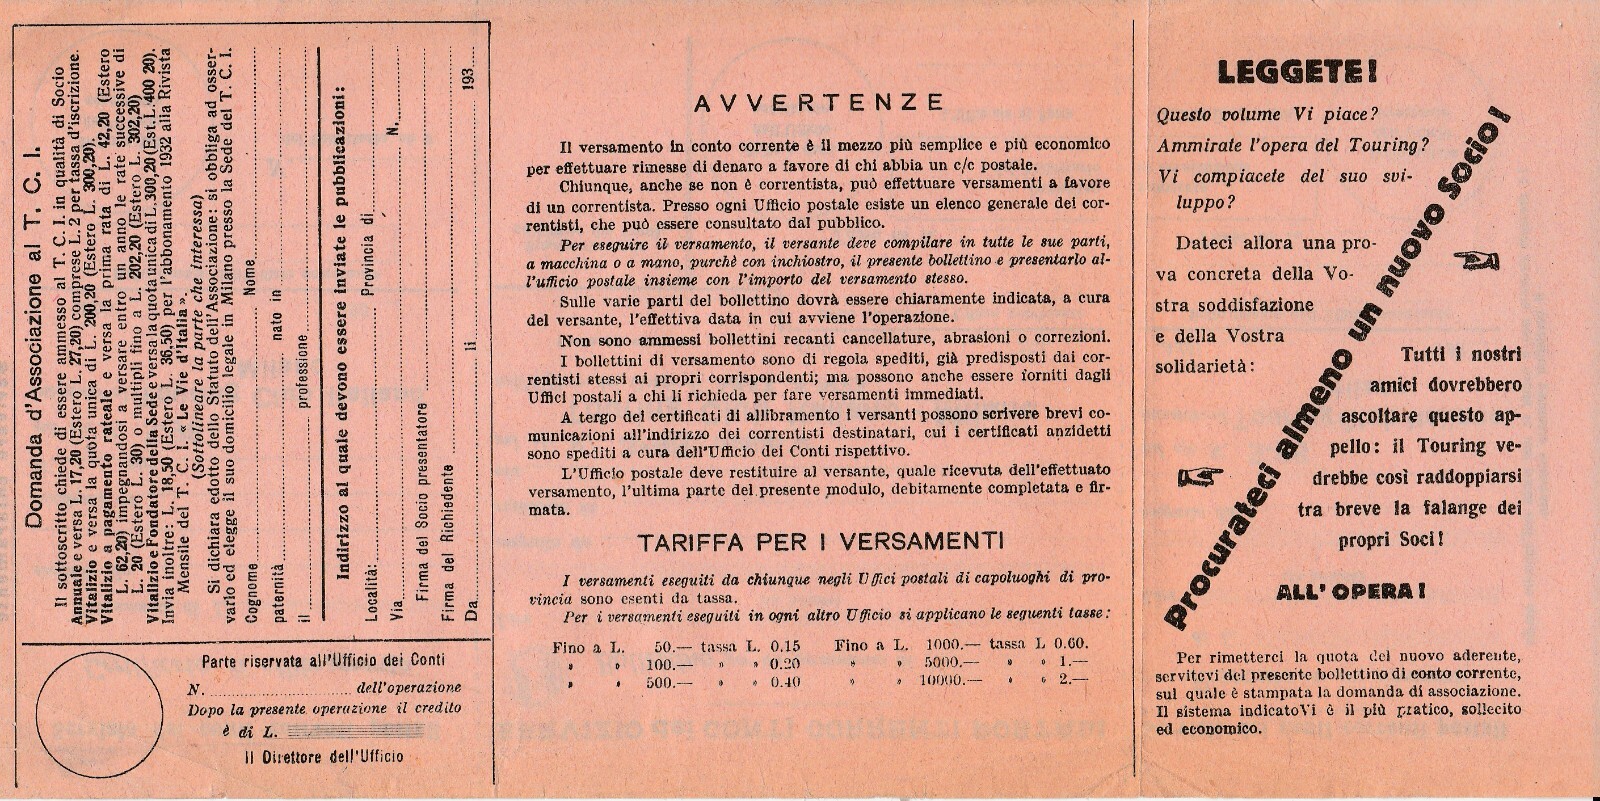 Domanda d'Associazione al T. C. I.
Il sottoscritto chiede di essere ammesso al T. C. I. in qualità di Socio
Annuale e versa L. 17,20 (Estero L. 27,20) comprese L. 2 per tassa d'iscrizione.
Vitalizio e versa la quota unica di L. 200,20 (Estero L. 300,20).
Vitalizio a pagamento rateale e versa la prima rata di L. 42,20 (Estero
L. 62,20) impegnandosi a versare entro un anno le rate successive di
L. 20 (Estero L. 30) o multipli fino a L. 202,20 (Estero L. 302,20)
Vitalizio e Fondatore della Sede e versa la quota unica di L. 300,20 (Est. L. 400 20).
Invia inoltre: L. 18,50 (Estero L. 36,50) per l'abbonamento 1932 alla Rivista
Mensile del T. C. I. « Le Vie d'Italia ».
(Sottolineare la parte che interessa)
Si dichiara edotto dello Statuto dell'Associazione: si obbliga ad osser-
varlo ed elegge il suo domicilio legale in Milano presso la Sede del T. C. I.
Cognome Nome
paternità nato in
il professione
Indirizzo al quale devono essere inviate le pubblicazioni:
Località: Provincia di
Via N.
Firma del Socio presentatore
Firma del Richiedente
Da li 193
Parte riservata all'Ufficio dei Conti
N. dell'operazione
Dopo la presente operazione il credito
è di L.
Il Direttore dell'Ufficio
AVVERTENZE
Il versamento in conto corrente è il mezzo più semplice e più economico
per effettuare rimesse di denaro a favore di chi abbia un c/c postale.
Chiunque, anche se non è correntista, può effettuare versamenti a favore
di un correntista. Presso ogni Ufficio postale esiste un elenco generale dei cor-
rentisti, che può essere consultato dal pubblico.
Per eseguire il versamento, il versante deve compilare in tutte le sue parti,
a macchina o a mano, purchè con inchiostro, il presente bollettino e presentarlo al-
l'ufficio postale insieme con l'importo del versamento stesso.
Sulle varie parti del bollettino dovrà essere chiaramente indicata, a cura
del versante, l'effettiva data in cui avviene l'operazione.
Non sono ammessi bollettini recanti cancellature, abrasioni o correzioni.
I bollettini di versamento sono di regola spediti, già predisposti dai cor-
rentisti stessi ai propri corrispondenti; ma possono anche essere forniti dagli
Uffici postali a chi li richieda per fare versamenti immediati.
A tergo dei certificati di allibramento i versanti possono scrivere brevi co-
municazioni all'indirizzo dei correntisti destinatari, cui i certificati anzidetti
sono spediti a cura dell'Ufficio dei Conti rispettivo.
L'Ufficio postale deve restituire al versante, quale ricevuta dell'effettuato
versamento, l'ultima parte del presente modulo, debitamente completata e fir-
mata.
TARIFFA PER I VERSAMENTI
I versamenti eseguiti da chiunque negli Uffici postali di capoluoghi di pro-
vincia sono esenti da tassa.
Per i versamenti eseguiti in ogni altro Ufficio si applicano le seguenti tasse:
Fino a L. 50.— tassa L. 0.15 Fino a L. 1000.— tassa L 0.60.
» » 100.— » » 0.20 » » 5000.— » » 1.—
» » 500.— » » 0.40 » » 10000.— » » 2.—
LEGGETE!
Questo volume Vi piace?
Ammirate l'opera del Touring?
Vi compiacete del suo svi-
luppo?
Dateci allora una pro-
va concreta della Vo-
stra soddisfazione
e della Vostra
solidarietà:
Procurateci almeno un nuovo Socio!
Tutti i nostri
amici dovrebbero
ascoltare questo ap-
pello: il Touring ve-
drebbe così raddoppiarsi
tra breve la falange dei
propri Soci!
ALL'OPERA!
Per rimetterci la quota del nuovo aderente,
servitevi del presente bollettino di conto corrente,
sul quale è stampata la domanda di associazione.
Il sistema indicatoVi è il più pratico, sollecito
ed economico.